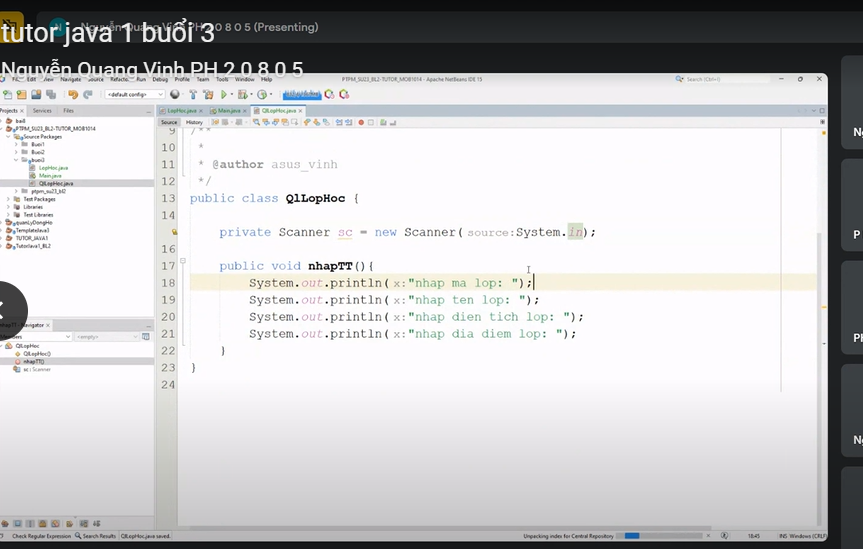 Nguyễn Quang Vinh PH 2 0 8 0 5 (Presenting)
tutor java 1 buổi 3
Nguyễn Quang Vinh PH 2 0 8 0 5
File Edit View Navigate Source Refactor Run Debug Profile Team Tools Window Help
PTPM_SU23_BL2-TUTOR_MOB1014 - Apache NetBeans IDE 15
Search (Ctrl+I)
<default config>
Projects Services Files
LopHoc.java Main.java QlLopHoc.java
Source History
bai8
PTPM_SU23_BL2-TUTOR_MOB1014
Source Packages
Buoi1
Buoi2
buoi3
LopHoc.java
Main.java
QlLopHoc.java
ptpm_su23_bl2
Test Packages
Libraries
Test Libraries
quanLyDongHo
TemplateJava3
TUTOR_JAVA1
TutorJava1_BL2
9 /**
10 *
11 * @author asus_vinh
12 */
13 public class QlLopHoc {
14
private Scanner sc = new Scanner(source:System.in);
16
17 public void nhapTT(){
18 System.out.println(x:"nhap ma lop: ");
19 System.out.println(x:"nhap ten lop: ");
20 System.out.println(x:"nhap dien tich lop: ");
21 System.out.println(x:"nhap dia diem lop: ");
22 }
23 }
24
nhapTT - Navigator
Members <empty>
QlLopHoc
QlLopHoc()
nhapTT()
sc : Scanner
Check Regular Expression Search Results QlLopHoc.java saved.
Unpacking index for Central Repository
18:45 INS Windows (CRLF)
N
P
PH
N